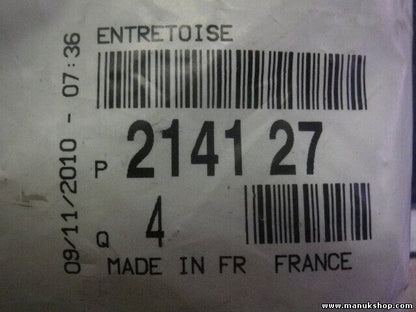 ENTRETOISE
P 2141 27
Q 4
MADE IN FR FRANCE
09/11/2010 - 07:36
www.manukshop.com